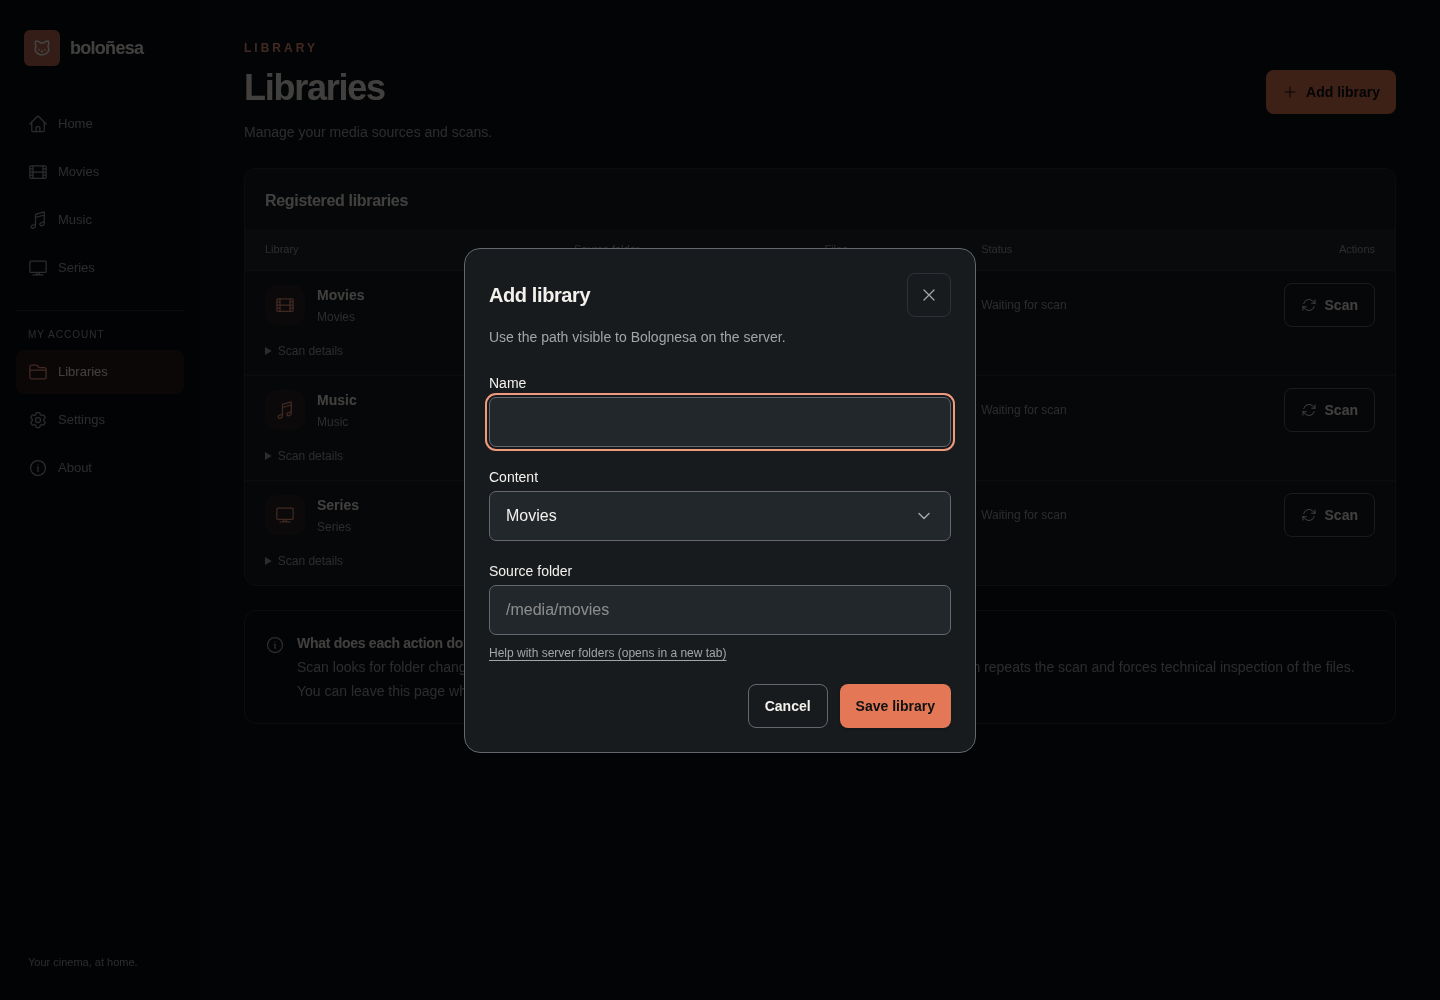 boloñesa
Home
Movies
Music
Series
MY ACCOUNT
Libraries
Settings
About
Your cinema, at home.
LIBRARY
Libraries
Manage your media sources and scans.
Add library
Registered libraries
Library
Status
Actions
Movies
Movies
Scan details
Waiting for scan
Scan
Music
Music
Scan details
Waiting for scan
Scan
Series
Series
Scan details
Waiting for scan
Scan
What does each action do
Scan looks for folder
repeats the scan and forces technical inspection of the files.
You can leave this page
Add library
Use the path visible to Bolognesa on the server.
Name
Content
Movies
Source folder
/media/movies
Help with server folders (opens in a new tab)
Cancel
Save library